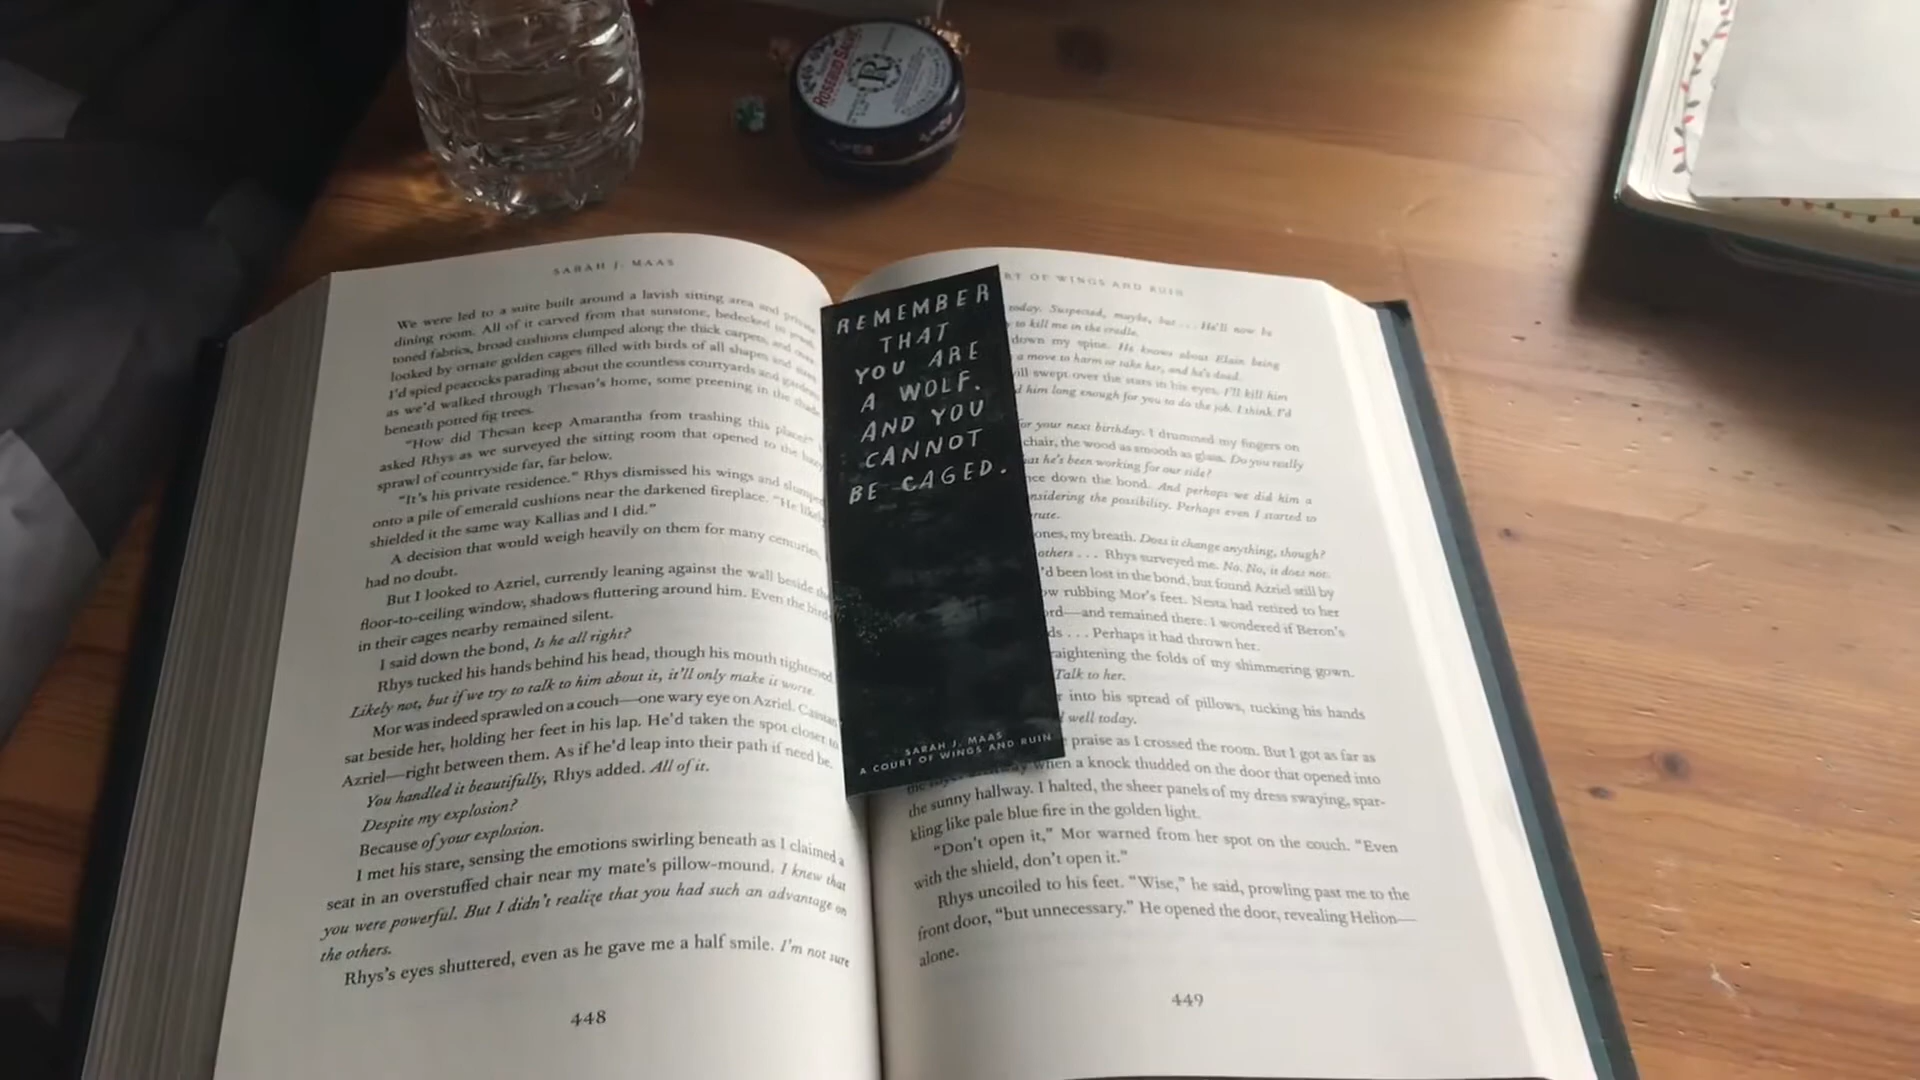 ROSEBUD SALVE
R
SARAH J. MAAS
We were led to a suite built around a lavish sitting area and private
dining room. All of it carved from that sunstone, bedecked in
toned fabrics, broad cushions clumped along the thick carpets, and
looked by ornate golden cages filled with birds of all shapes and sizes.
I'd spied peacocks parading about the countless courtyards and gardens
as we'd walked through Thesan's home, some preening in the shade
beneath potted fig trees.
"How did Thesan keep Amarantha from trashing this place?"
asked Rhys as we surveyed the sitting room that opened to the hazy
sprawl of countryside far, far below.
"It's his private residence." Rhys dismissed his wings and slumped
onto a pile of emerald cushions near the darkened fireplace. "He likely
shielded it the same way Kallias and I did."
A decision that would weigh heavily on them for many centuries,
had no doubt.
But I looked to Azriel, currently leaning against the wall beside the
floor-to-ceiling window, shadows fluttering around him. Even the birds
in their cages nearby remained silent.
I said down the bond, Is he all right?
Rhys tucked his hands behind his head, though his mouth tightened.
Likely not, but if we try to talk to him about it, it'll only make it worse.
Mor was indeed sprawled on a couch—one wary eye on Azriel. Cassian
sat beside her, holding her feet in his lap. He'd taken the spot closer to
Azriel—right between them. As if he'd leap into their path if need be.
You handled it beautifully, Rhys added. All of it.
Despite my explosion?
Because of your explosion.
I met his stare, sensing the emotions swirling beneath as I claimed a
seat in an overstuffed chair near my mate's pillow-mound. I knew that
you were powerful. But I didn't realize that you had such an advantage on
the others.
Rhys's eyes shuttered, even as he gave me a half smile. I'm not sure
448
REMEMBER
THAT
YOU ARE
A WOLF.
AND YOU
CANNOT
BE CAGED.
SARAH J. MAAS
A COURT OF WINGS AND RUIN
OF WINGS AND RUIN
today. Suspected, maybe, but . . . He'll now be
to kill me in the cradle.
down my spine. He knows about Elain being
a move to harm or take her, and he's dead.
swept over the stars in his eyes. I'll kill him
him long enough for you to do the job. I think I'd
for your next birthday. I drummed my fingers on
chair, the wood as smooth as glass. Do you really
he's been working for our side?
down the bond. And perhaps we did him a
the possibility. Perhaps even I started to
my breath. Does it change anything, though?
others . . . Rhys surveyed me. No. No, it does not.
'd been lost in the bond, but found Azriel still by
rubbing Mor's feet. Nesta had retired to her
—and remained there. I wondered if Beron's
. . . Perhaps it had thrown her.
the folds of my shimmering gown.
Talk to her.
into his spread of pillows, tucking his hands
well today.
praise as I crossed the room. But I got as far as
when a knock thudded on the door that opened into
the sunny hallway. I halted, the sheer panels of my dress swaying, spar-
kling like pale blue fire in the golden light.
"Don't open it," Mor warned from her spot on the couch. "Even
with the shield, don't open it."
Rhys uncoiled to his feet. "Wise," he said, prowling past me to the
front door, "but unnecessary." He opened the door, revealing Helion—
alone.
449